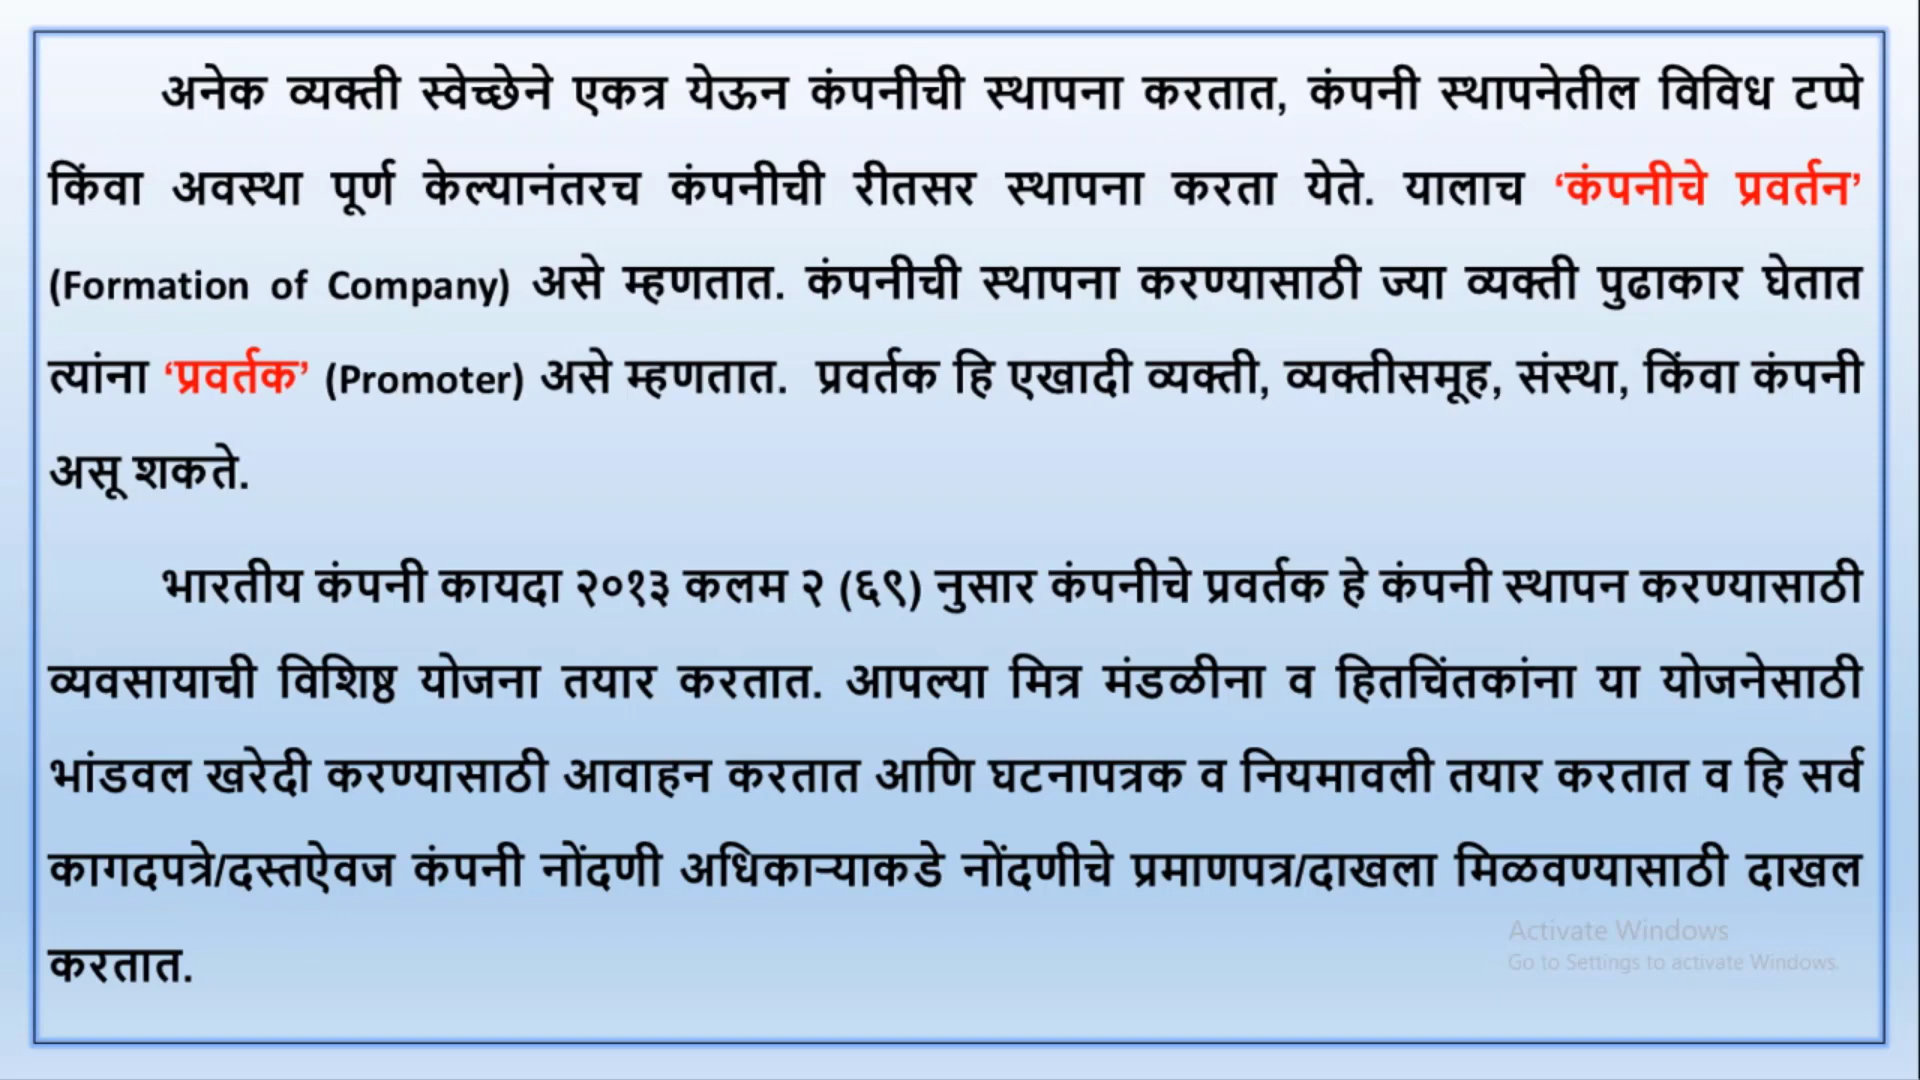 अनेक व्यक्ती स्वेच्छेने एकत्र येऊन कंपनीची स्थापना करतात, कंपनी स्थापनेतील विविध टप्पे
किंवा अवस्था पूर्ण केल्यानंतरच कंपनीची रीतसर स्थापना करता येते. यालाच ‘कंपनीचे प्रवर्तन’
(Formation of Company) असे म्हणतात. कंपनीची स्थापना करण्यासाठी ज्या व्यक्ती पुढाकार घेतात
त्यांना ‘प्रवर्तक’ (Promoter) असे म्हणतात. प्रवर्तक हि एखादी व्यक्ती, व्यक्तीसमूह, संस्था, किंवा कंपनी
असू शकते.
भारतीय कंपनी कायदा २०१३ कलम २ (६९) नुसार कंपनीचे प्रवर्तक हे कंपनी स्थापन करण्यासाठी
व्यवसायाची विशिष्ठ योजना तयार करतात. आपल्या मित्र मंडळीना व हितचिंतकांना या योजनेसाठी
भांडवल खरेदी करण्यासाठी आवाहन करतात आणि घटनापत्रक व नियमावली तयार करतात व हि सर्व
कागदपत्रे/दस्तऐवज कंपनी नोंदणी अधिकाऱ्याकडे नोंदणीचे प्रमाणपत्र/दाखला मिळवण्यासाठी दाखल
करतात.
Activate Windows
Go to Settings to activate Windows.